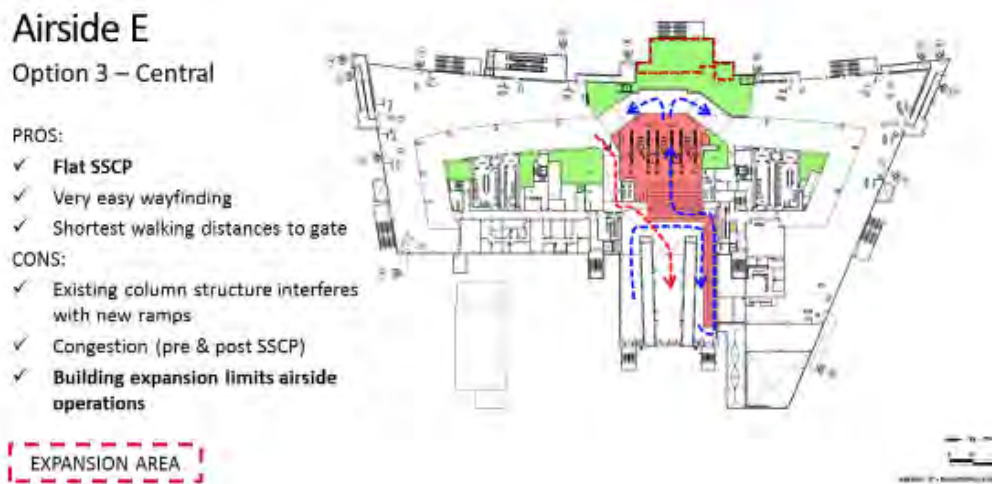 Airside E
Option 3 – Central
PROS:
✓ Flat SSCP
✓ Very easy wayfinding
✓ Shortest walking distances to gate
CONS:
✓ Existing column structure interferes
with new ramps
✓ Congestion (pre & post SSCP)
✓ Building expansion limits airside
operations
EXPANSION AREA